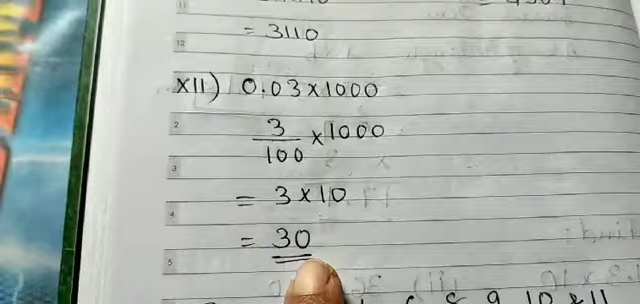 = 3110
XII) 0.03×1000
3/100 ×1000
= 3×10
= 30